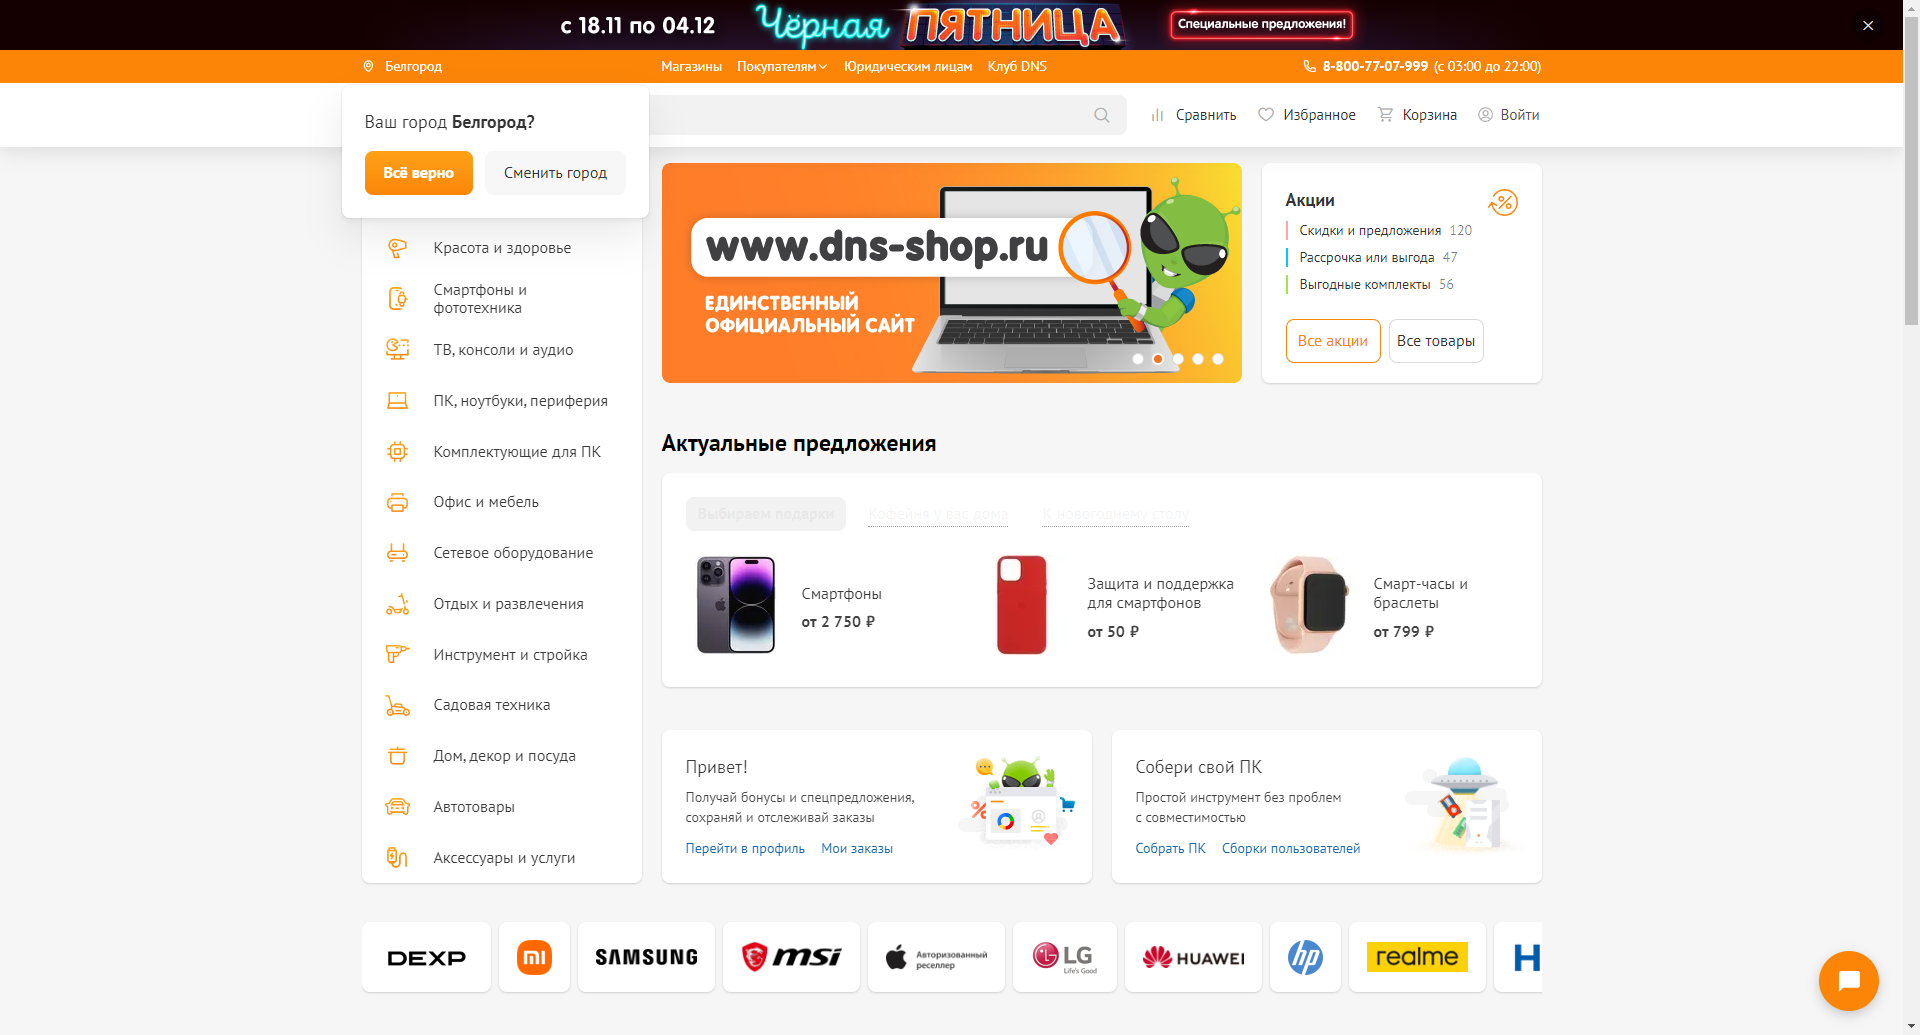 с 18.11 по 04.12
Чёрная
ПЯТНИЦА
Специальные предложения!
Белгород
Магазины
Покупателям
Юридическим лицам
Клуб DNS
8-800-77-07-999 (с 03:00 до 22:00)
Ваш город Белгород?
Всё верно
Сменить город
Сравнить
Избранное
Корзина
Войти
Красота и здоровье
Смартфоны и
фототехника
ТВ, консоли и аудио
ПК, ноутбуки, периферия
Комплектующие для ПК
Офис и мебель
Сетевое оборудование
Отдых и развлечения
Инструмент и стройка
Садовая техника
Дом, декор и посуда
Автотовары
Аксессуары и услуги
www.dns-shop.ru
ЕДИНСТВЕННЫЙ
ОФИЦИАЛЬНЫЙ САЙТ
Акции
Скидки и предложения 120
Рассрочка или выгода 47
Выгодные комплекты 56
Все акции
Все товары
Актуальные предложения
Выбираем подарки
Кофейня у вас дома
К новогоднему столу
Смартфоны
от 2 750 ₽
Защита и поддержка
для смартфонов
от 50 ₽
Смарт-часы и
браслеты
от 799 ₽
Привет!
Получай бонусы и спецпредложения,
сохраняй и отслеживай заказы
Перейти в профиль
Мои заказы
Собери свой ПК
Простой инструмент без проблем
с совместимостью
Собрать ПК
Сборки пользователей
DEXP
mi
SAMSUNG
msi
Авторизованный
реселлер
LG
Life's Good
HUAWEI
hp
realme
H